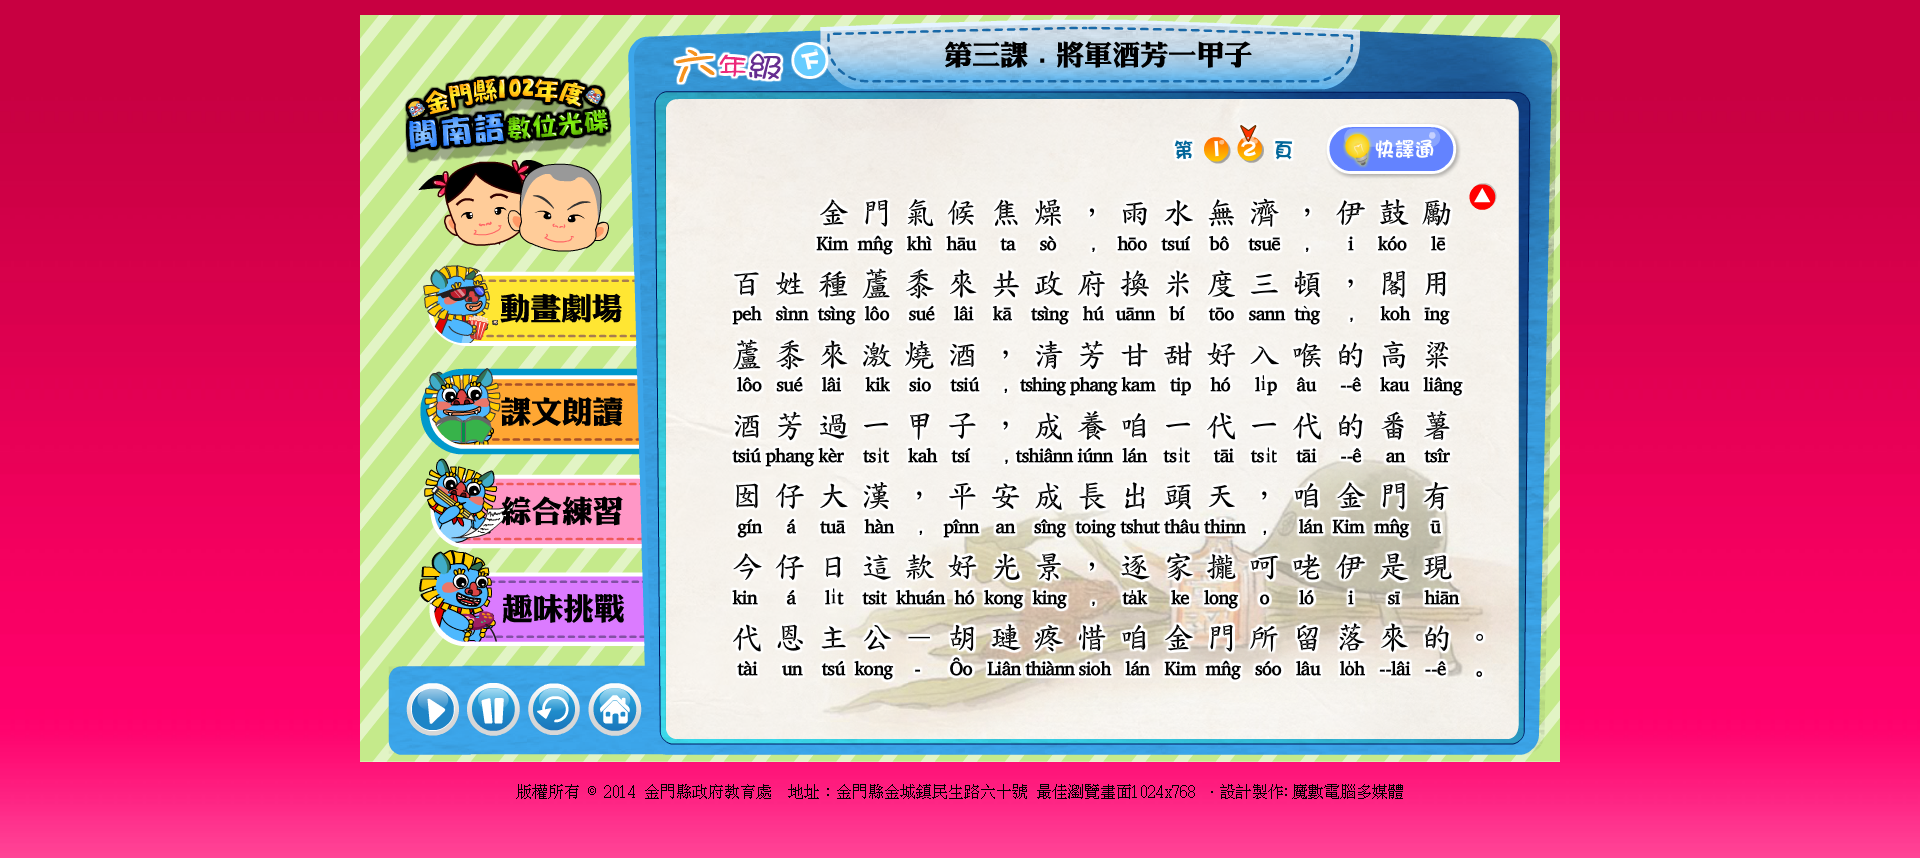 金門縣102年度
閩南語數位光碟
六年級 下
第三課．將軍酒芳一甲子
第 1 2 頁
快譯通
動畫劇場
課文朗讀
綜合練習
趣味挑戰
金門氣候焦燥，雨水無濟，伊鼓勵
Kim mn̂g khì hāu ta sò , hōo tsuí bô tsuē , i kóo lē
百姓種蘆黍來共政府換米度三頓，閣用
peh sìnn tsìng lôo sué lâi kā tsìng hú uānn bí tōo sann tǹg , koh īng
蘆黍來激燒酒，清芳甘甜好入喉的高粱
lôo sué lâi kik sio tsiú , tshing phang kam tip hó li̍p âu --ê kau liâng
酒芳過一甲子，成養咱一代一代的番薯
tsiú phang kèr tsi̍t kah tsí , tshiânn iúnn lán tsi̍t tāi tsi̍t tāi --ê an tsîr
囡仔大漢，平安成長出頭天，咱金門有
gín á tuā hàn , pînn an sîng toing tshut thâu thinn , lán Kim mn̂g ū
今仔日這款好光景，逐家攏呵咾伊是現
kin á li̍t tsit khuán hó kong king , ta̍k ke long o ló i sī hiān
代恩主公－胡璉疼惜咱金門所留落來的。
tài un tsú kong - Ôo Liân thiànn sioh lán Kim mn̂g sóo lâu lo̍h --lâi --ê 。
版權所有 © 2014 金門縣政府教育處 地址：金門縣金城鎮民生路六十號 最佳瀏覽畫面1024x768 ．設計製作:魔數電腦多媒體